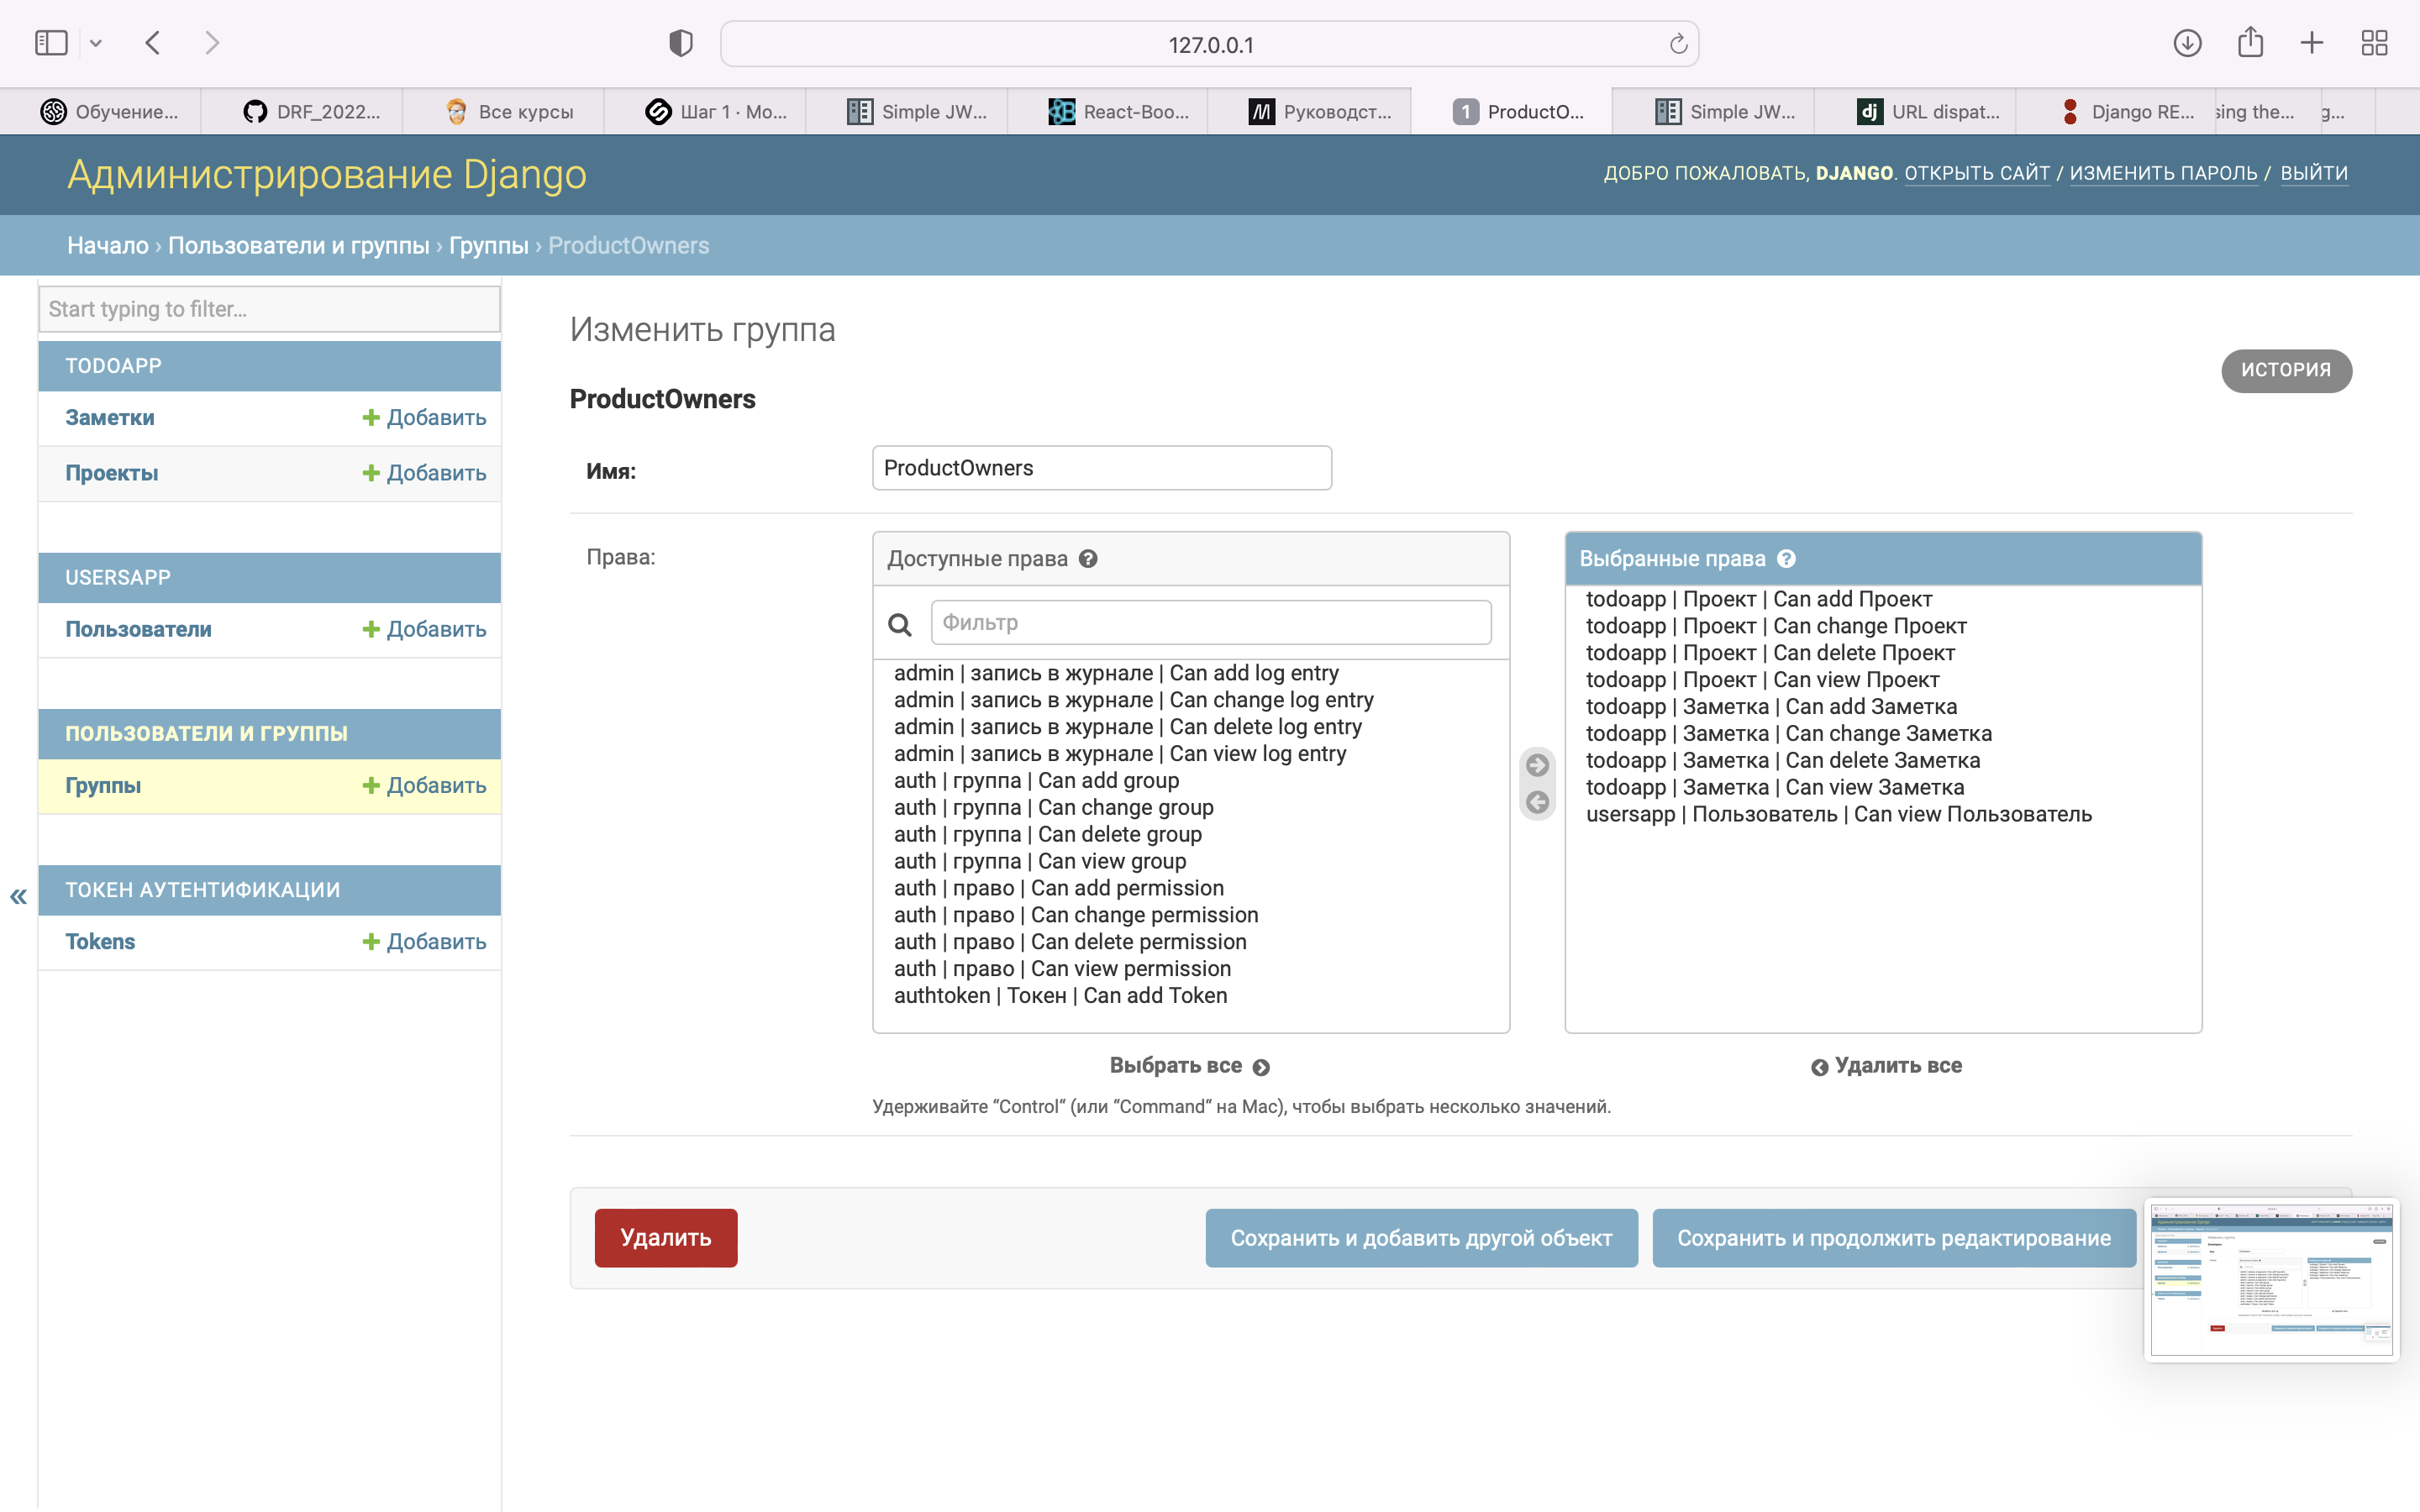 127.0.0.1
Обучение...
DRF_2022...
Все курсы
Шаг 1 · Mo...
Simple JW...
React-Boo...
Руководст...
1 ProductO...
Simple JW...
dj URL dispat...
Django RE...
sing the...
g...
Администрирование Django
ДОБРО ПОЖАЛОВАТЬ, DJANGO. ОТКРЫТЬ САЙТ / ИЗМЕНИТЬ ПАРОЛЬ / ВЫЙТИ
Начало › Пользователи и группы › Группы › ProductOwners
Start typing to filter...
TODOAPP
Заметки + Добавить
Проекты + Добавить
USERSAPP
Пользователи + Добавить
ПОЛЬЗОВАТЕЛИ И ГРУППЫ
Группы + Добавить
ТОКЕН АУТЕНТИФИКАЦИИ
Tokens + Добавить
«
Изменить группа
ИСТОРИЯ
ProductOwners
Имя: ProductOwners
Права:
Доступные права ?
Фильтр
admin | запись в журнале | Can add log entry
admin | запись в журнале | Can change log entry
admin | запись в журнале | Can delete log entry
admin | запись в журнале | Can view log entry
auth | группа | Can add group
auth | группа | Can change group
auth | группа | Can delete group
auth | группа | Can view group
auth | право | Can add permission
auth | право | Can change permission
auth | право | Can delete permission
auth | право | Can view permission
authtoken | Токен | Can add Token
Выбрать все
Выбранные права ?
todoapp | Проект | Can add Проект
todoapp | Проект | Can change Проект
todoapp | Проект | Can delete Проект
todoapp | Проект | Can view Проект
todoapp | Заметка | Can add Заметка
todoapp | Заметка | Can change Заметка
todoapp | Заметка | Can delete Заметка
todoapp | Заметка | Can view Заметка
usersapp | Пользователь | Can view Пользователь
Удалить все
Удерживайте “Control“ (или “Command“ на Mac), чтобы выбрать несколько значений.
Удалить
Сохранить и добавить другой объект
Сохранить и продолжить редактирование